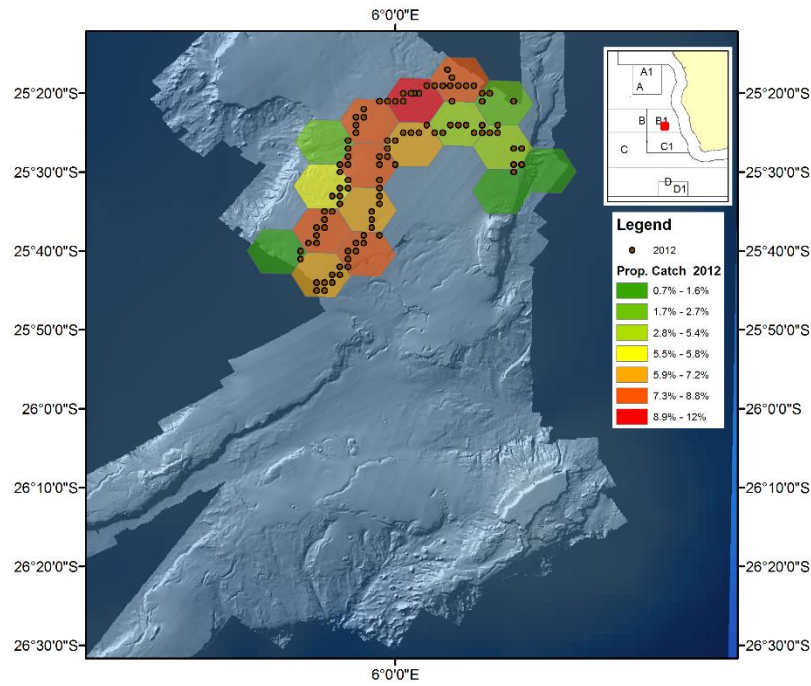 6°0'0"E
25°20'0"S
25°30'0"S
25°40'0"S
25°50'0"S
26°0'0"S
26°10'0"S
26°20'0"S
26°30'0"S
25°20'0"S
25°30'0"S
25°40'0"S
25°50'0"S
26°0'0"S
26°10'0"S
26°20'0"S
26°30'0"S
6°0'0"E
A1
A
B B1
C C1
D
D1
Legend
2012
Prop. Catch 2012
0.7% - 1.6%
1.7% - 2.7%
2.8% - 5.4%
5.5% - 5.8%
5.9% - 7.2%
7.3% - 8.8%
8.9% - 12%